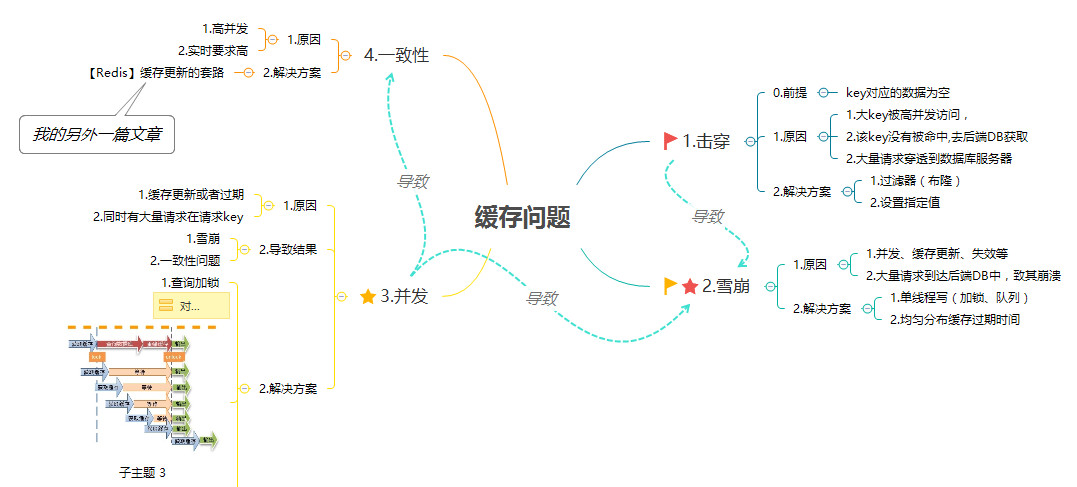 缓存问题
1.击穿
0.前提
key对应的数据为空
1.原因
1.大key被高并发访问，
2.该key没有被命中,去后端DB获取
2.大量请求穿透到数据库服务器
2.解决方案
1.过滤器（布隆）
2.设置指定值
导致
2.雪崩
1.原因
1.并发、缓存更新、失效等
2.大量请求到达后端DB中，致其崩溃
2.解决方案
1.单线程写（加锁、队列）
2.均匀分布缓存过期时间
导致
3.并发
1.原因
1.缓存更新或者过期
2.同时有大量请求在请求key
2.导致结果
1.雪崩
2.一致性问题
2.解决方案
1.查询加锁
对...
等待
等待
子主题 3
导致
4.一致性
1.原因
1.高并发
2.实时要求高
2.解决方案
【Redis】缓存更新的套路
我的另外一篇文章